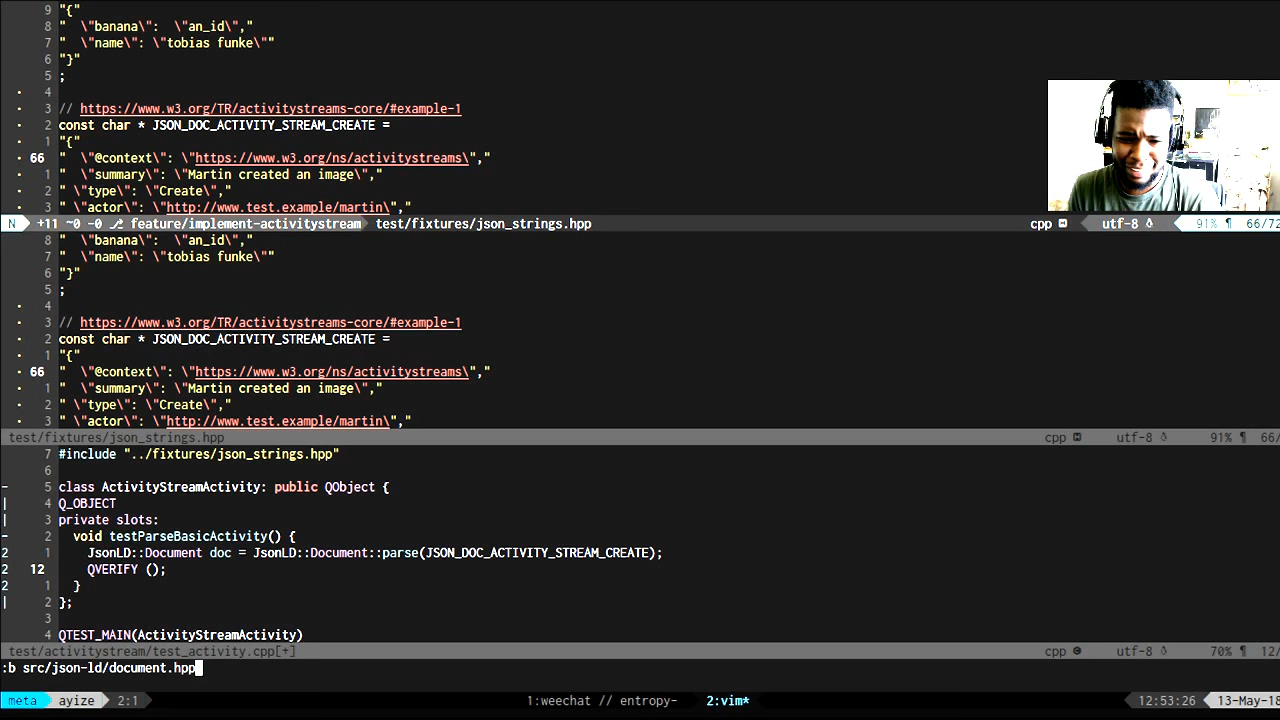 9 "{"
8 "  \"banana\":  \"an_id\","
7 "  \"name\": \"tobias funke\""
6 "}"
5 ;
· 4
· 3 // https://www.w3.org/TR/activitystreams-core/#example-1
· 2 const char * JSON_DOC_ACTIVITY_STREAM_CREATE =
· 1 "{"
· 66 "  \"@context\": \"https://www.w3.org/ns/activitystreams\","
· 1 "  \"summary\": \"Martin created an image\","
· 2 " \"type\": \"Create\","
· 3 " \"actor\": \"http://www.test.example/martin\","
N +11 ~0 -0 ⎇ feature/implement-activitystream test/fixtures/json_strings.hpp cpp utf-8 91% ¶ 66/72
8 "  \"banana\":  \"an_id\","
7 "  \"name\": \"tobias funke\""
6 "}"
5 ;
· 4
· 3 // https://www.w3.org/TR/activitystreams-core/#example-1
· 2 const char * JSON_DOC_ACTIVITY_STREAM_CREATE =
· 1 "{"
· 66 "  \"@context\": \"https://www.w3.org/ns/activitystreams\","
· 1 "  \"summary\": \"Martin created an image\","
· 2 " \"type\": \"Create\","
· 3 " \"actor\": \"http://www.test.example/martin\","
test/fixtures/json_strings.hpp cpp utf-8 91% ¶ 66/
7 #include "../fixtures/json_strings.hpp"
6
- 5 class ActivityStreamActivity: public QObject {
| 4 Q_OBJECT
| 3 private slots:
- 2   void testParseBasicActivity() {
2 1     JsonLD::Document doc = JsonLD::Document::parse(JSON_DOC_ACTIVITY_STREAM_CREATE);
2 12     QVERIFY ();
2 1   }
| 2 };
3
4 QTEST_MAIN(ActivityStreamActivity)
test/activitystream/test_activity.cpp[+] cpp utf-8 70% ¶ 12/
:b src/json-ld/document.hpp
meta ayize 2:1 1:weechat // entropy- 2:vim* 12:53:26 13-May-18